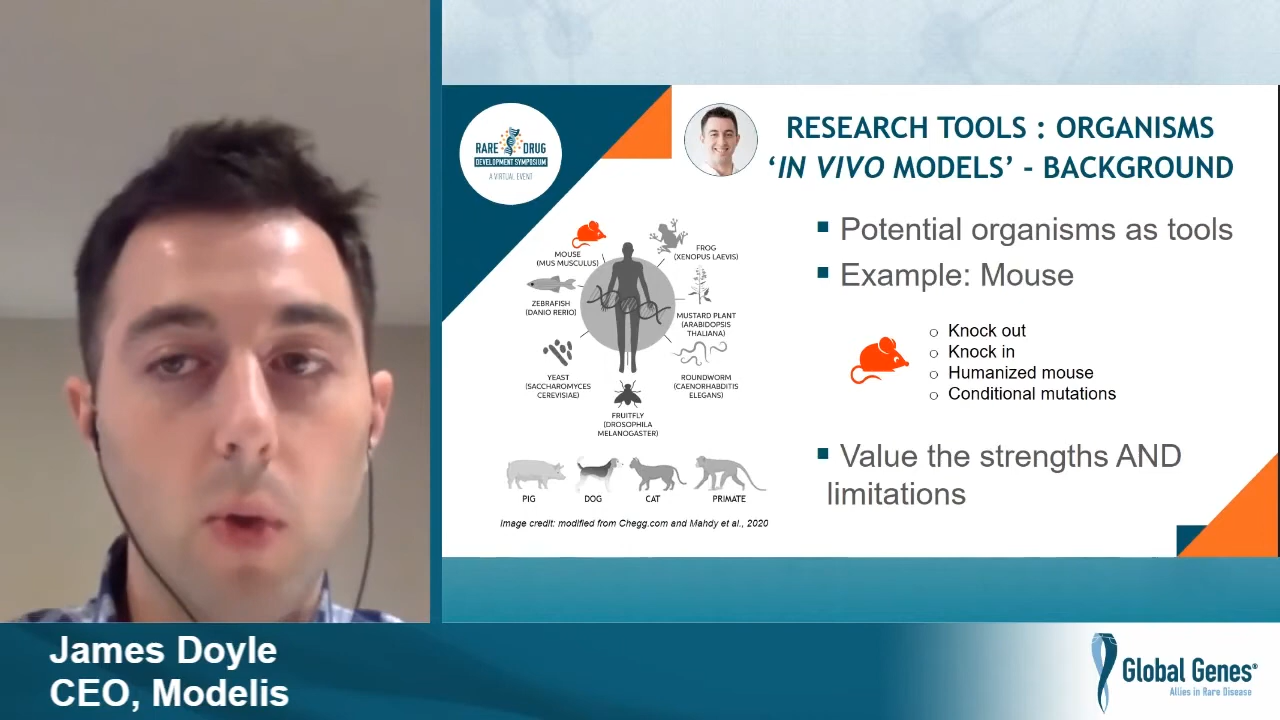 RARE DRUG
DEVELOPMENT SYMPOSIUM
A VIRTUAL EVENT
RESEARCH TOOLS : ORGANISMS
‘IN VIVO MODELS’ - BACKGROUND
MOUSE
(MUS MUSCULUS)
FROG
(XENOPUS LAEVIS)
ZEBRAFISH
(DANIO RERIO)
MUSTARD PLANT
(ARABIDOPSIS
THALIANA)
YEAST
(SACCHAROMYCES
CEREVISIAE)
ROUNDWORM
(CAENORHABDITIS
ELEGANS)
FRUITFLY
(DROSOPHILA
MELANOGASTER)
PIG
DOG
CAT
PRIMATE
Image credit: modified from Chegg.com and Mahdy et al., 2020
Potential organisms as tools
Example: Mouse
Knock out
Knock in
Humanized mouse
Conditional mutations
Value the strengths AND
limitations
James Doyle
CEO, Modelis
Global Genes®
Allies in Rare Disease